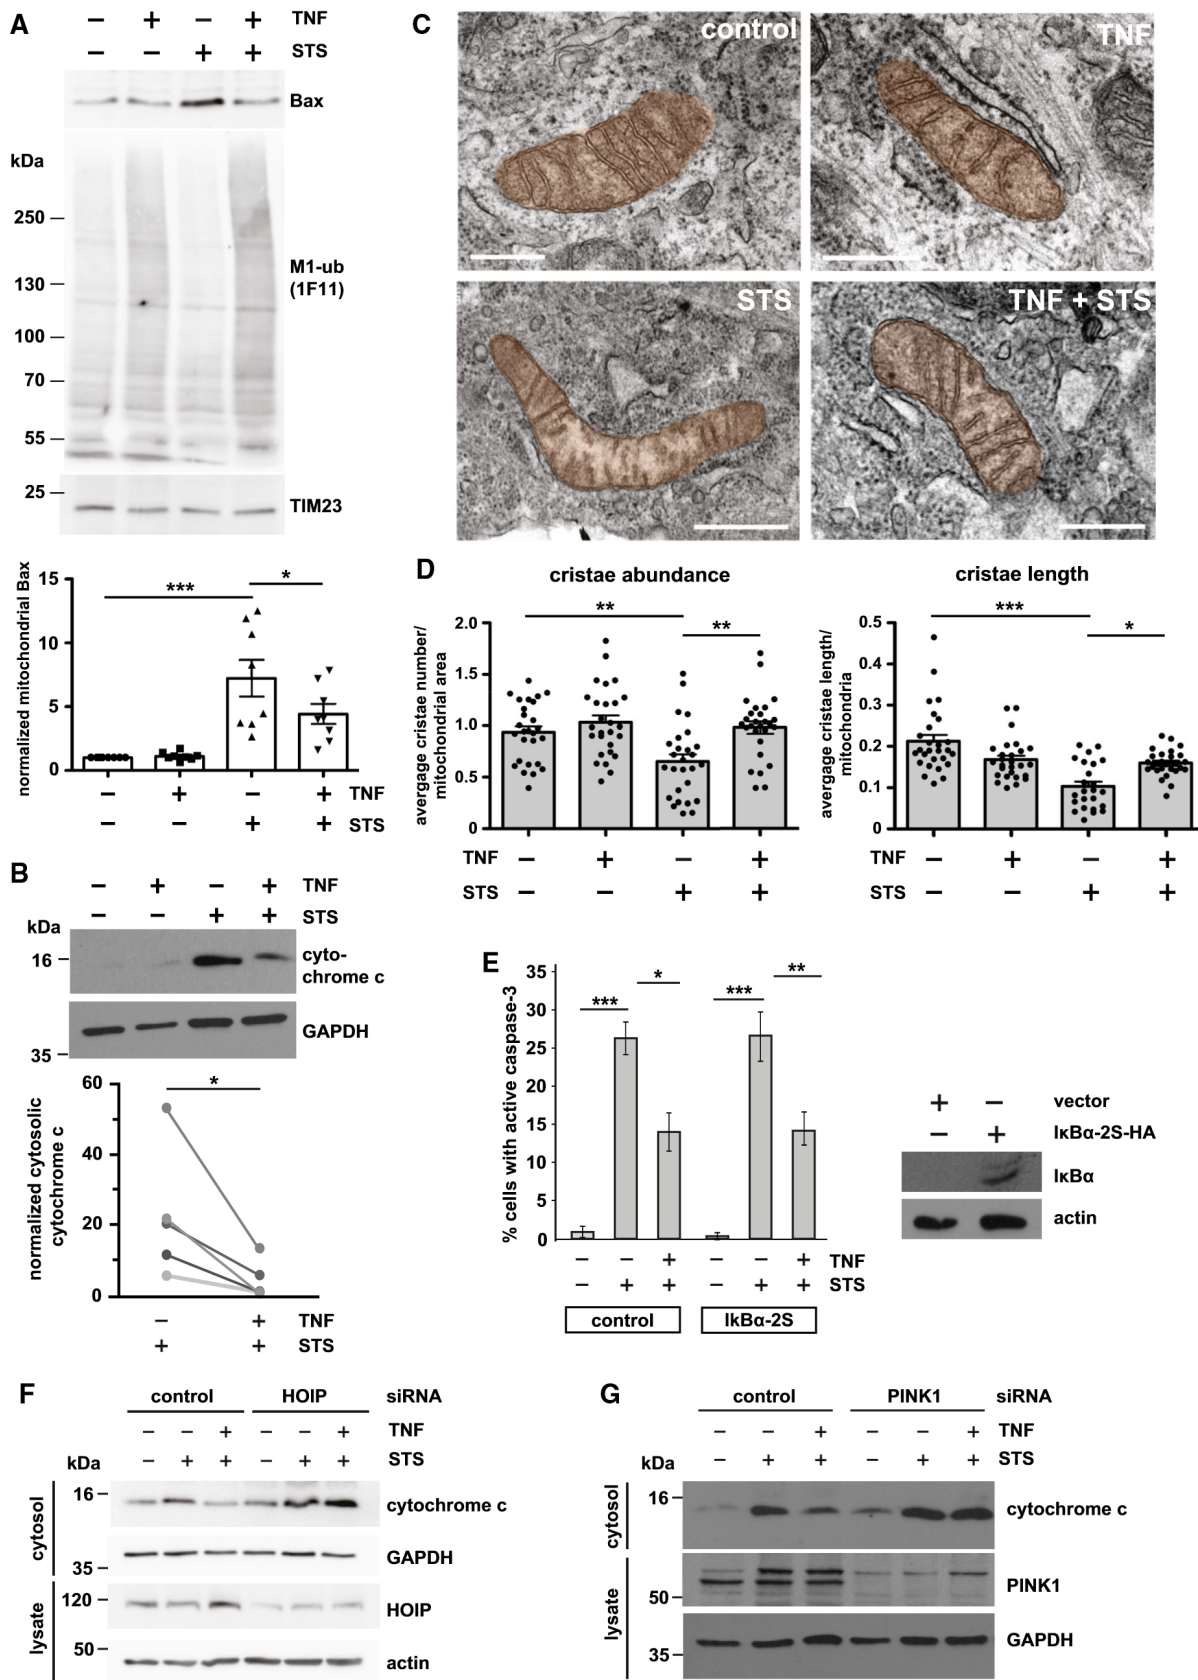 A
− + − + TNF
− − + + STS
Bax
kDa
250
130
100
70
55
25
M1-ub
(1F11)
TIM23
normalized mitochondrial Bax
15
10
5
0
***
*
− + − + TNF
− − + + STS
B
− + − + TNF
− − + + STS
kDa
16
cyto-
chrome c
GAPDH
35
normalized cytosolic
cytochrome c
60
40
20
0
*
− + TNF
+ + STS
C
control
TNF
STS
TNF + STS
D
cristae abundance
avergage cristae number/
mitochondrial area
2.0
1.5
1.0
0.5
0
**
**
TNF − + − +
STS − − + +
cristae length
avergage cristae length/
mitochondria
0.5
0.4
0.3
0.2
0.1
0
***
*
TNF − + − +
STS − − + +
E
% cells with active caspase-3
35
30
25
20
15
10
5
0
***
*
***
**
− − + − − + TNF
− + + − + + STS
control IkBα-2S
+ − vector
− + IκBα-2S-HA
IκBα
actin
F
control HOIP siRNA
− − + − − + TNF
− + + − + + STS
kDa
cytosol
16
cytochrome c
GAPDH
35
lysate
120
HOIP
50
actin
G
control PINK1 siRNA
− − + − − + TNF
− + + − + + STS
kDa
cytosol
16
cytochrome c
lysate
PINK1
50
GAPDH
35